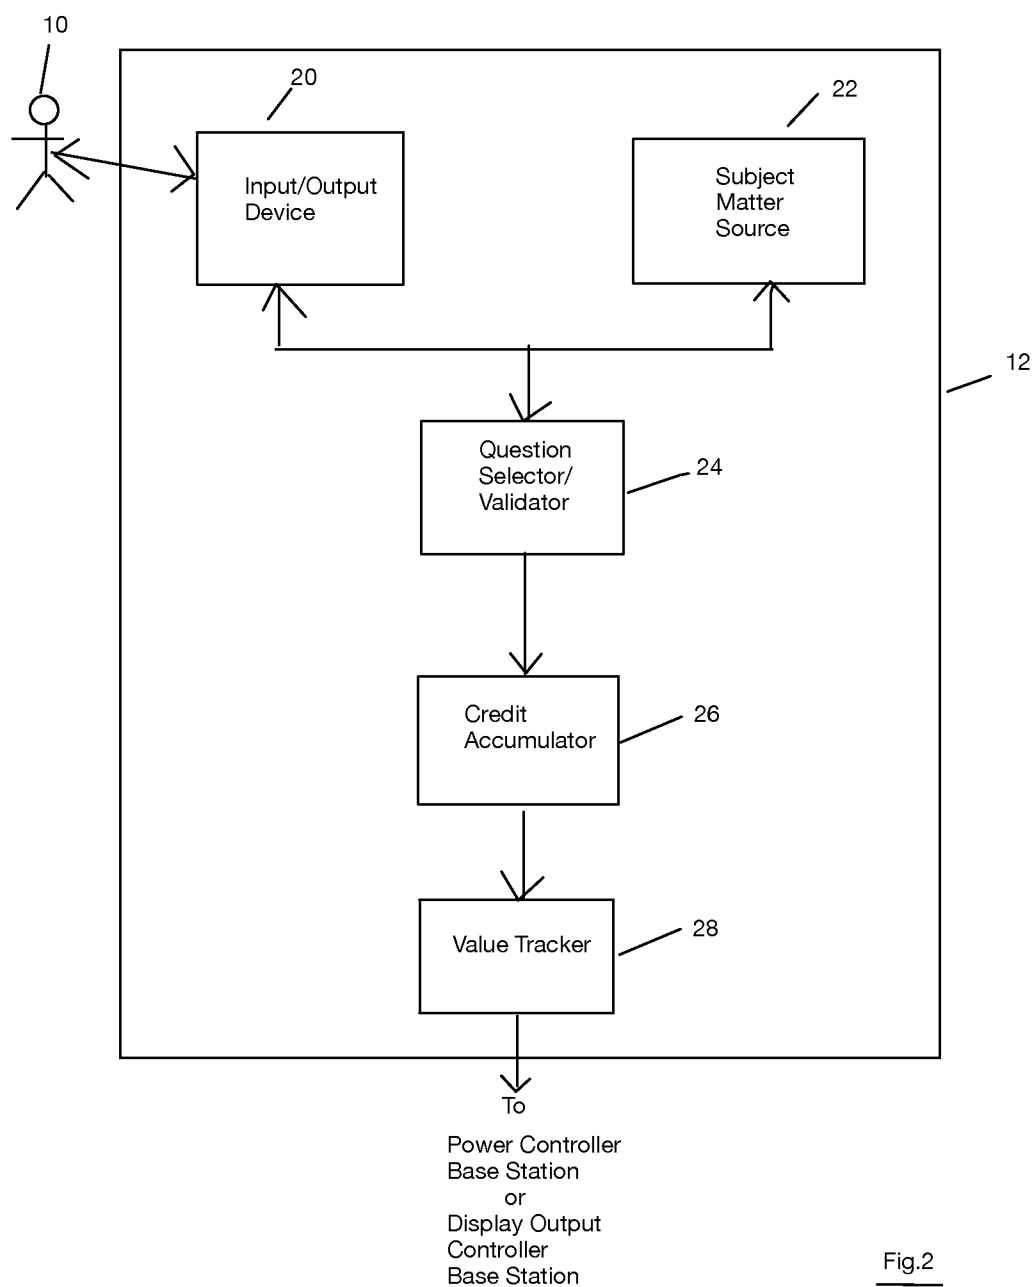 10
20
22
Input/Output
Device
Subject
Matter
Source
12
Question
Selector/
Validator
24
Credit
Accumulator
26
Value Tracker
28
To
Power Controller
Base Station
or
Display Output
Controller
Base Station
Fig.2